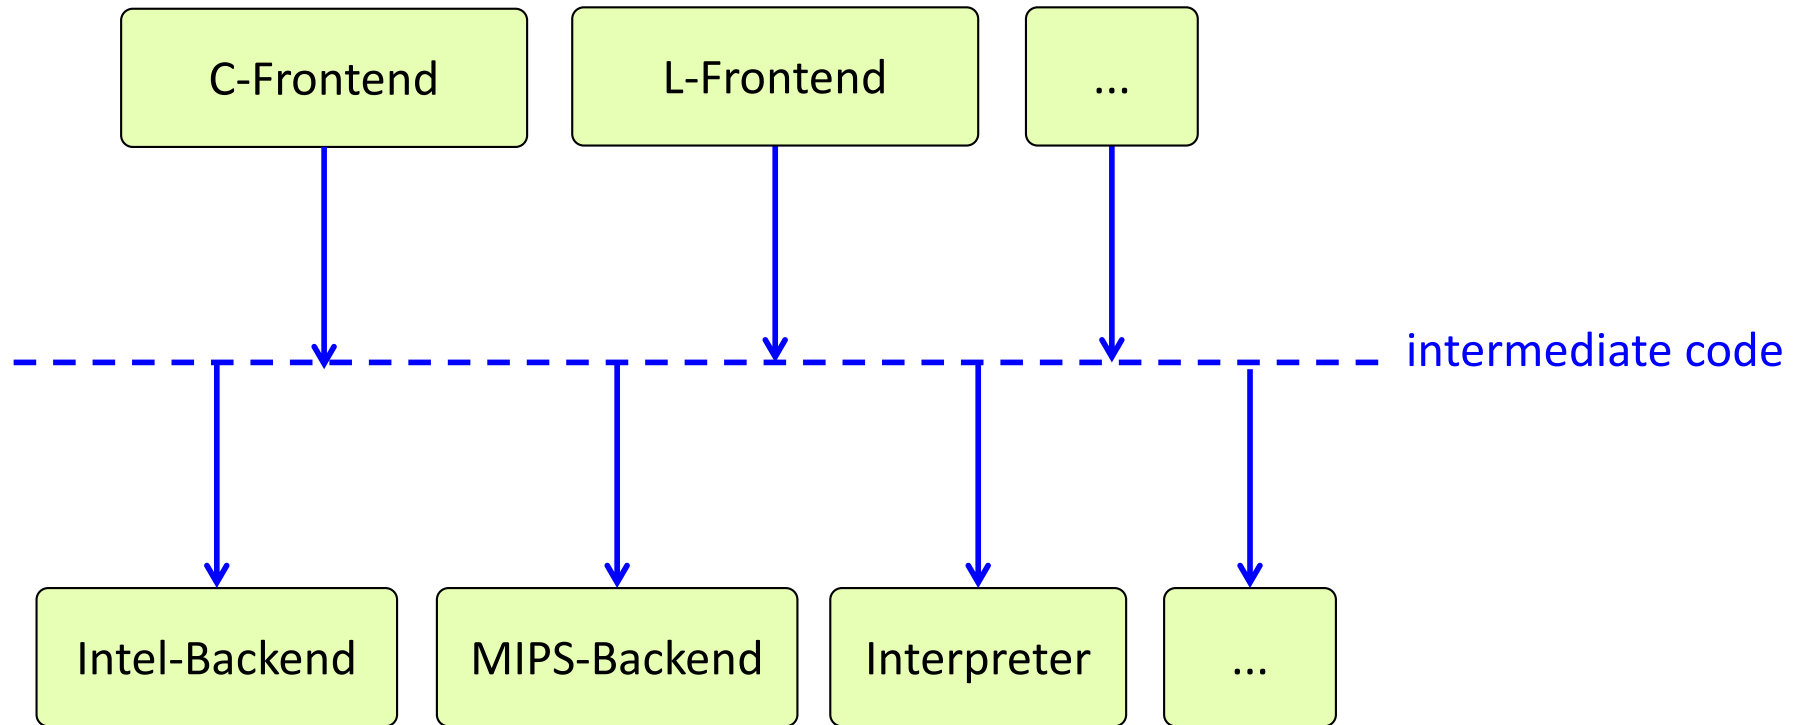 C-Frontend
L-Frontend
...
intermediate code
Intel-Backend
MIPS-Backend
Interpreter
...